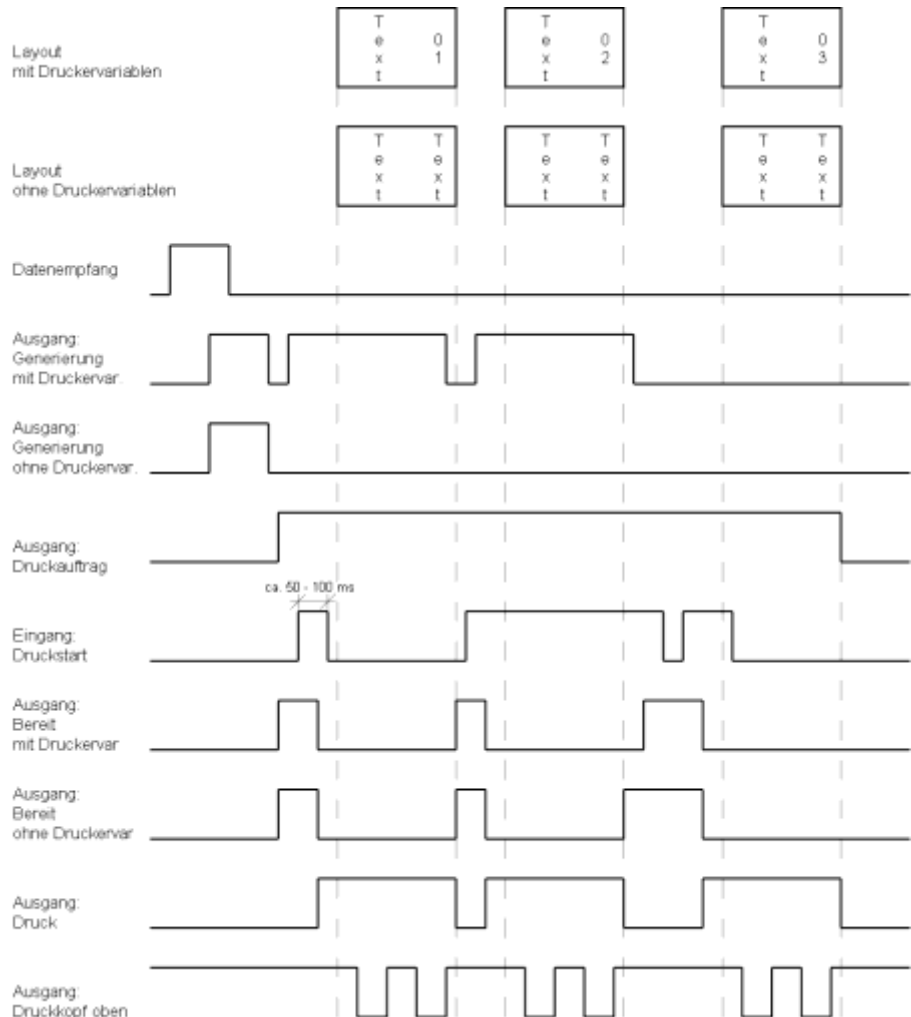 Layout
mit Druckervariablen
T
e
x
t
0
1
T
e
x
t
0
2
T
e
x
t
0
3
Layout
ohne Druckervariablen
T
e
x
t
T
e
x
t
T
e
x
t
T
e
x
t
T
e
x
t
T
e
x
t
Datenempfang
Ausgang:
Generierung
mit Druckervar.
Ausgang:
Generierung
ohne Druckervar.
Ausgang:
Druckauftrag
ca. 50 - 100 ms
Eingang:
Druckstart
Ausgang:
Bereit
mit Druckervar
Ausgang:
Bereit
ohne Druckervar
Ausgang:
Druck
Ausgang:
Druckkopf oben